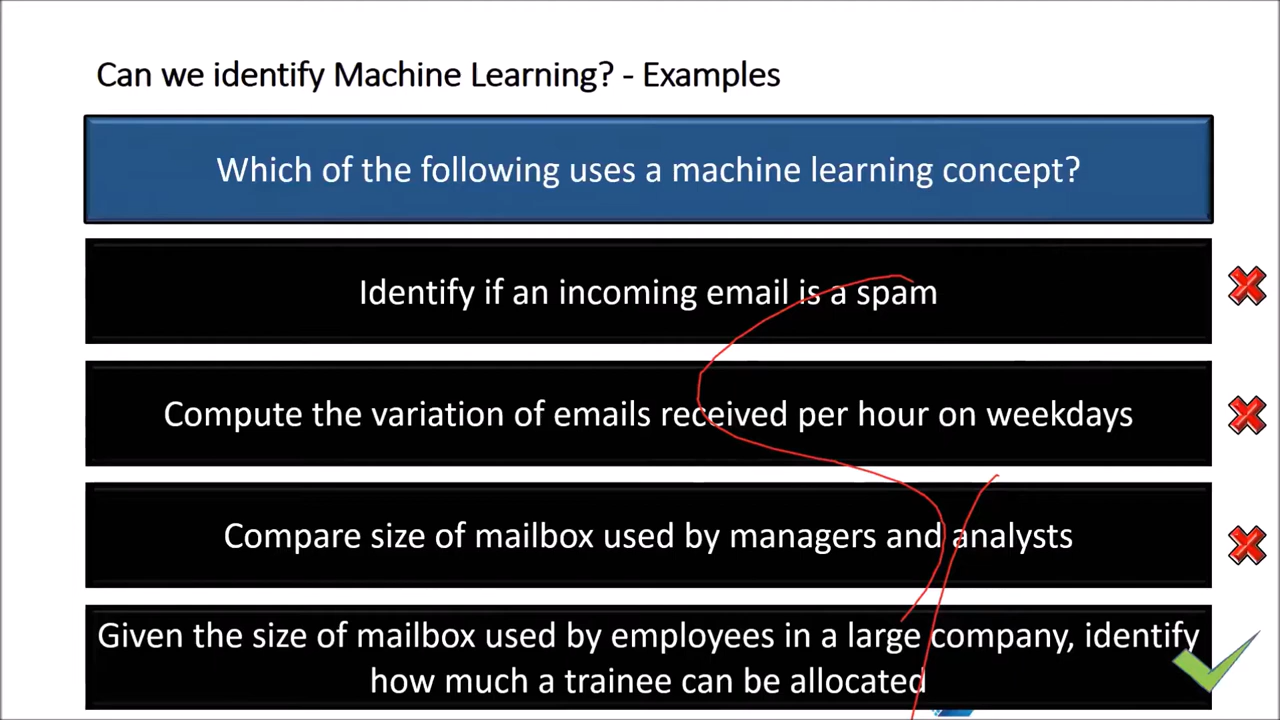 Can we identify Machine Learning? - Examples
Which of the following uses a machine learning concept?
Identify if an incoming email is a spam
Compute the variation of emails received per hour on weekdays
Compare size of mailbox used by managers and analysts
Given the size of mailbox used by employees in a large company, identify
how much a trainee can be allocated